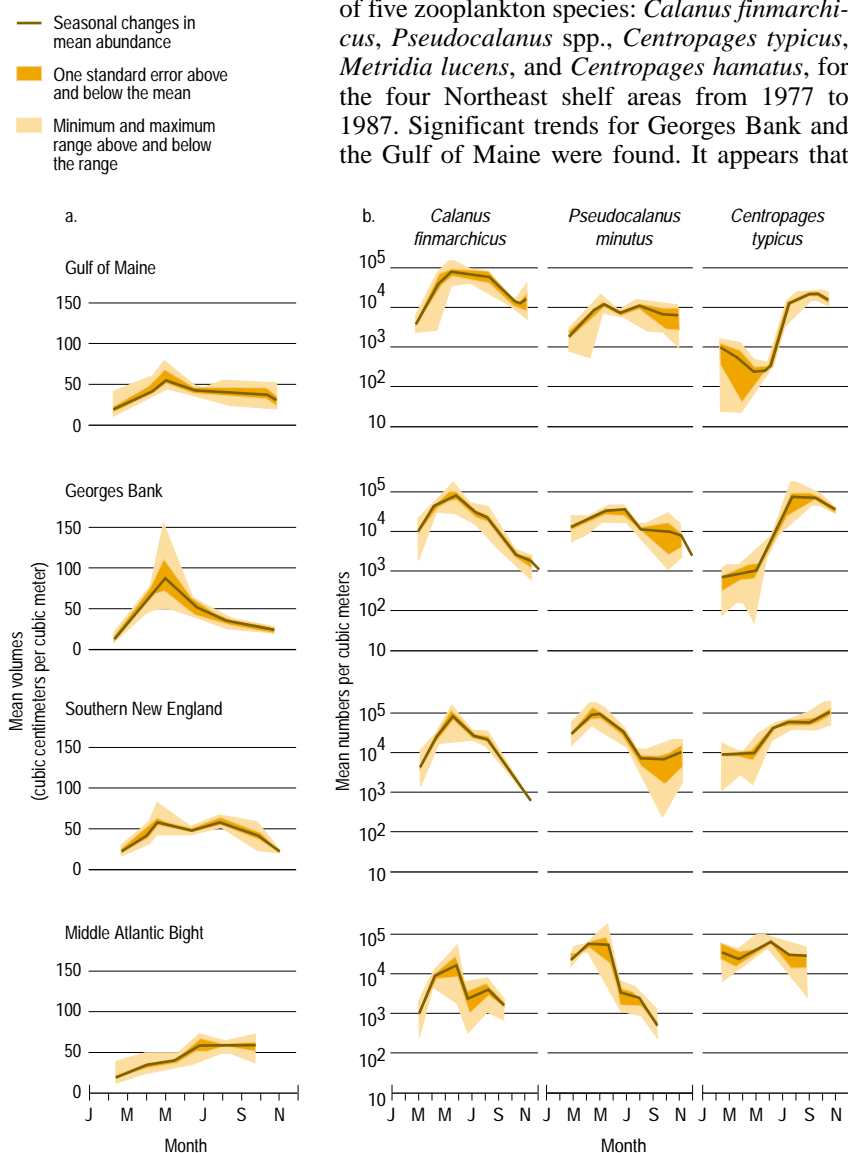 Seasonal changes in
mean abundance
One standard error above
and below the mean
Minimum and maximum
range above and below
the range
of five zooplankton species: Calanus finmarchi-
cus, Pseudocalanus spp., Centropages typicus,
Metridia lucens, and Centropages hamatus, for
the four Northeast shelf areas from 1977 to
1987. Significant trends for Georges Bank and
the Gulf of Maine were found. It appears that
a.
Gulf of Maine
150
100
50
0
Georges Bank
150
100
50
0
Southern New England
150
100
50
0
Middle Atlantic Bight
150
100
50
0
J M M J S N
Month
Mean volumes
(cubic centimeters per cubic meter)
b.
Calanus
finmarchicus
Pseudocalanus
minutus
Centropages
typicus
10^5
10^4
10^3
10^2
10
10^5
10^4
10^3
10^2
10
10^5
10^4
10^3
10^2
10
10^5
10^4
10^3
10^2
10
J M M J S N J M M J S N J M M J S N
Month
Mean numbers per cubic meters